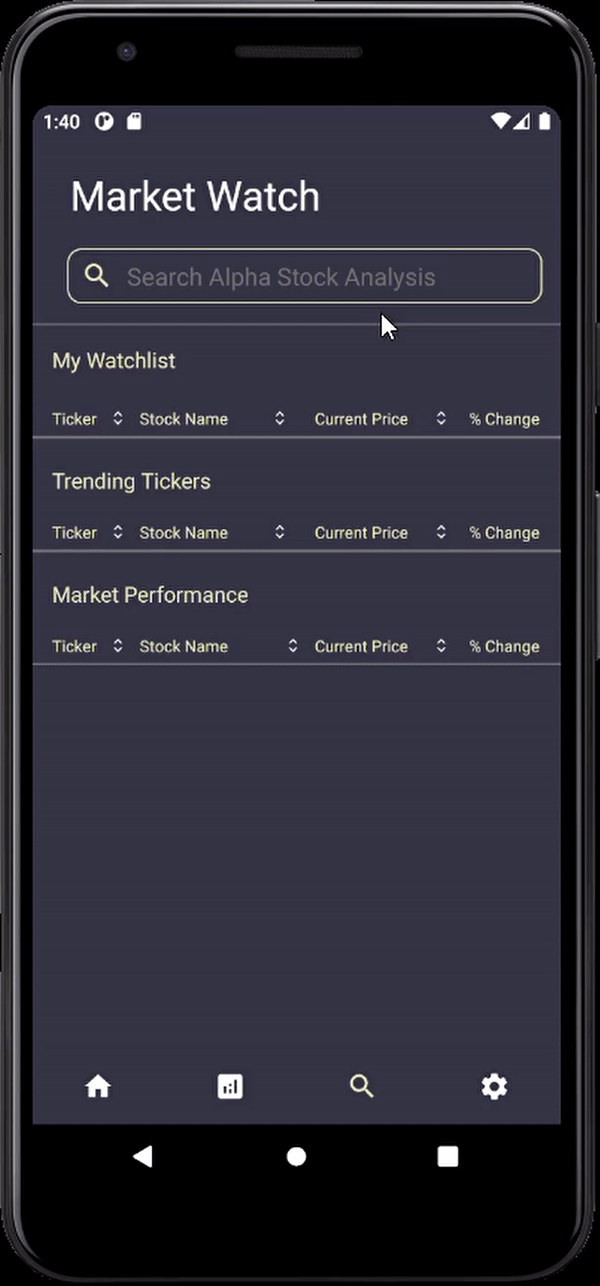 1:40
Market Watch
Search Alpha Stock Analysis
My Watchlist
Ticker Stock Name Current Price % Change
Trending Tickers
Ticker Stock Name Current Price % Change
Market Performance
Ticker Stock Name Current Price % Change